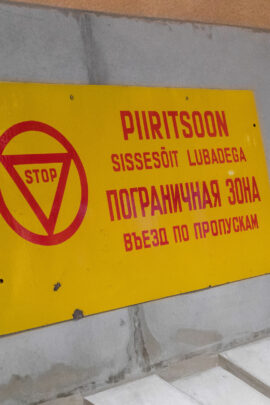 STOP
PIIRITSOON
SISSESÕIT LUBADEGA
ПОГРАНИЧНАЯ ЗОНА
ВЪЕЗД ПО ПРОПУСКАМ